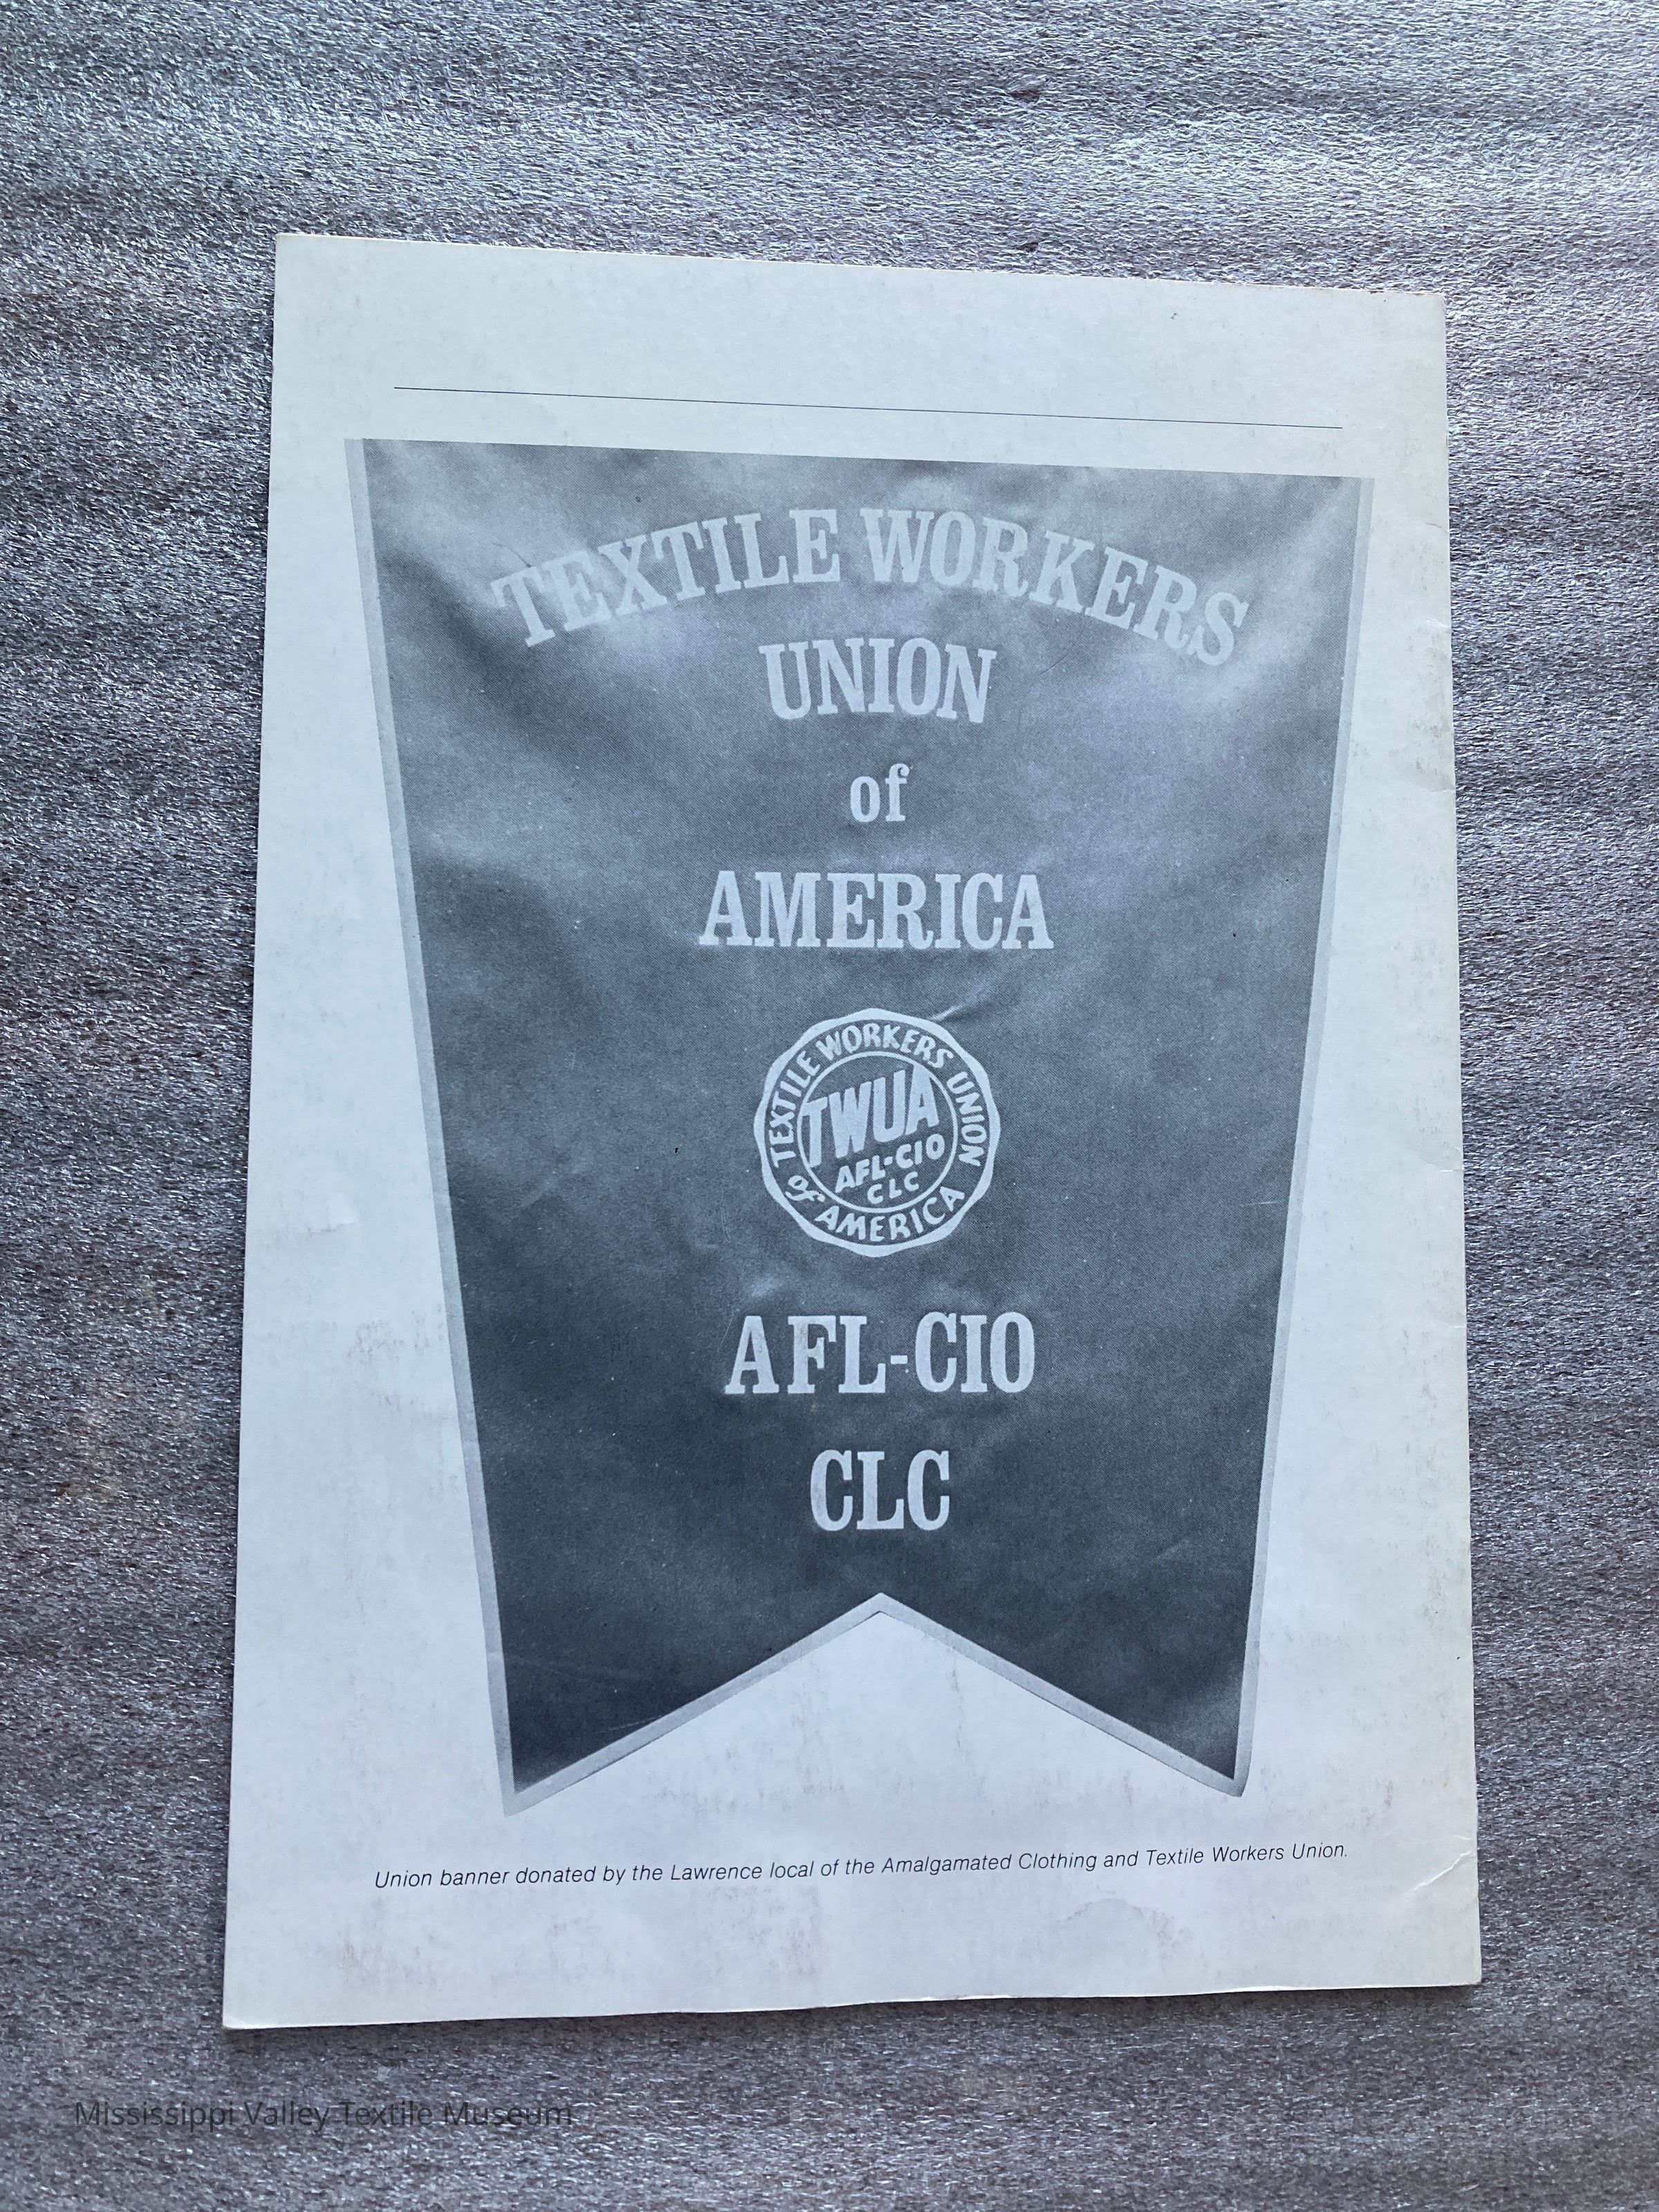 TEXTILE WORKERS
UNION
of
AMERICA
TEXTILE WORKERS UNION
of AMERICA
TWUA
AFL-CIO
CLC
AFL-CIO
CLC
Union banner donated by the Lawrence local of the Amalgamated Clothing and Textile Workers Union.
Mississippi Valley Textile Museum